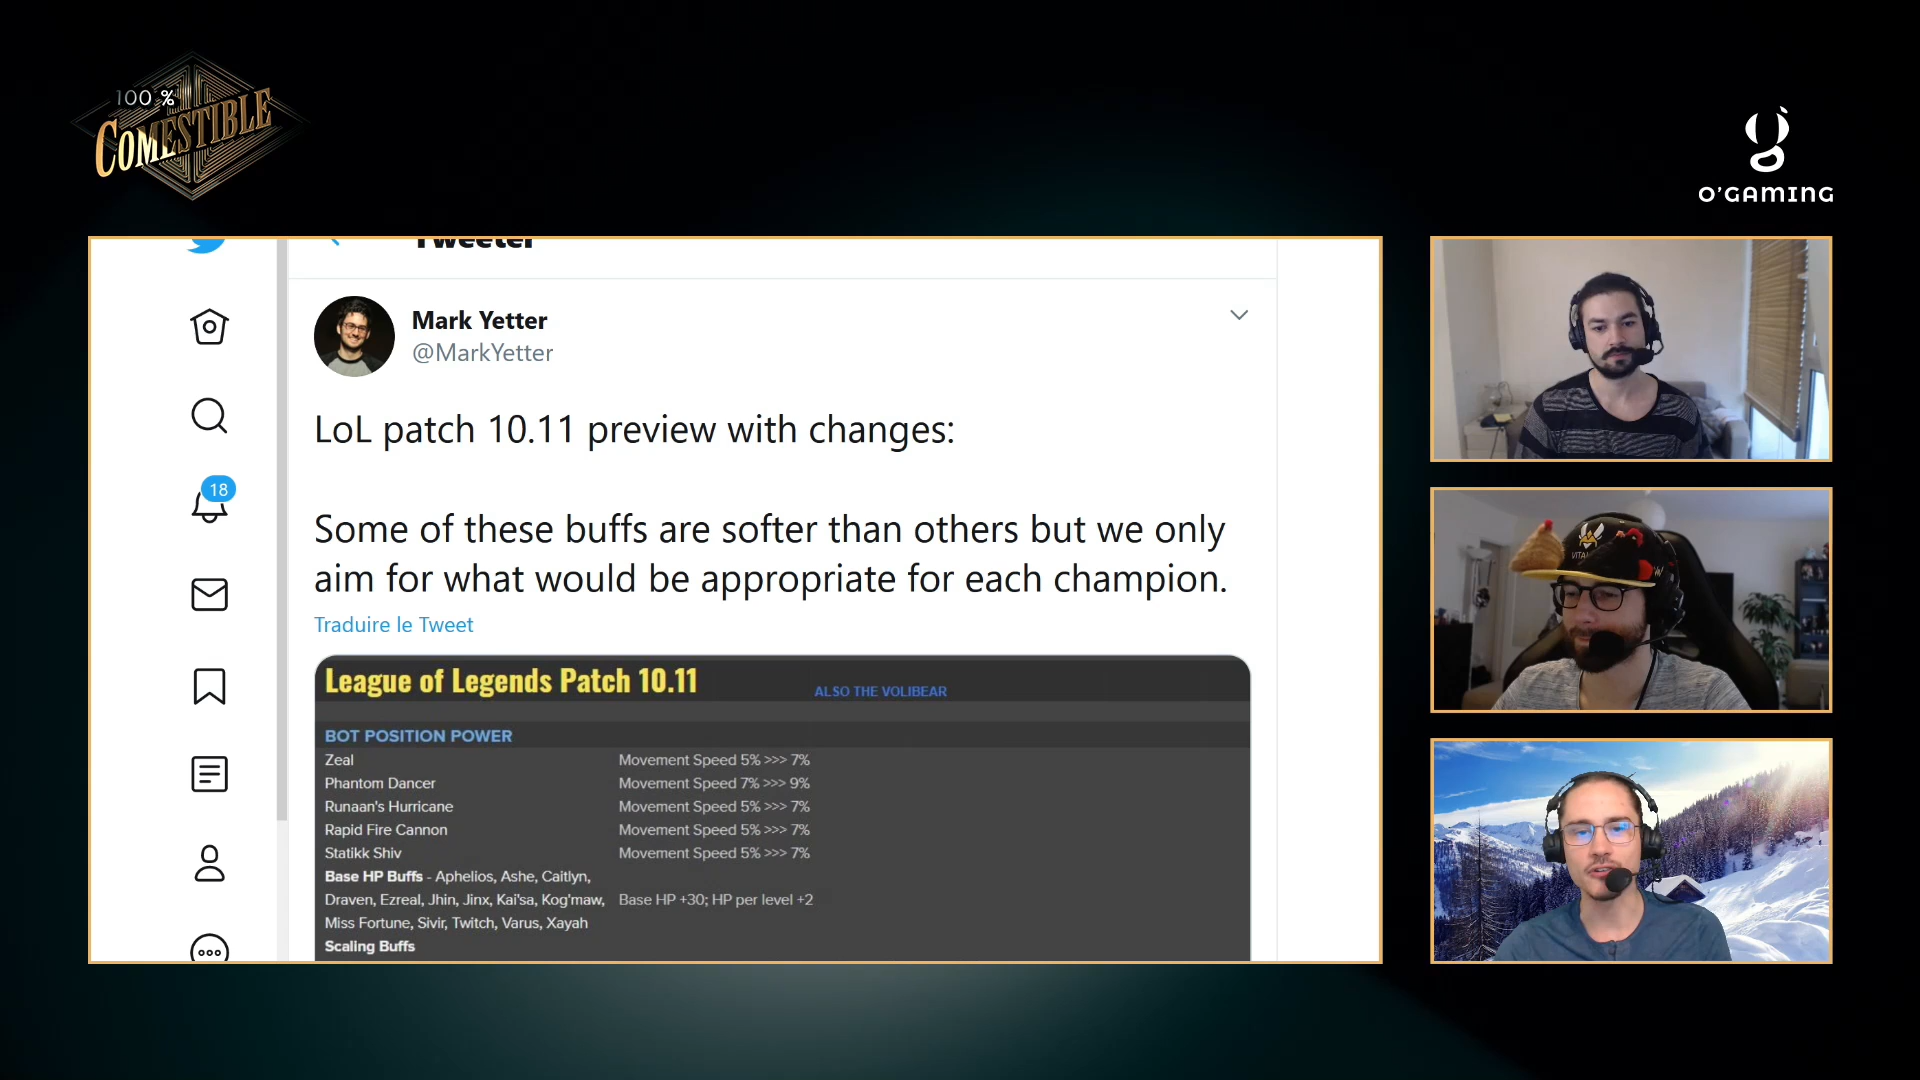 100 %
COMESTIBLE
O'GAMING
Tweeter
Mark Yetter
@MarkYetter
18
LoL patch 10.11 preview with changes:
Some of these buffs are softer than others but we only
aim for what would be appropriate for each champion.
Traduire le Tweet
League of Legends Patch 10.11
ALSO THE VOLIBEAR
BOT POSITION POWER
Zeal Movement Speed 5% >>> 7%
Phantom Dancer Movement Speed 7% >>> 9%
Runaan's Hurricane Movement Speed 5% >>> 7%
Rapid Fire Cannon Movement Speed 5% >>> 7%
Statikk Shiv Movement Speed 5% >>> 7%
Base HP Buffs - Aphelios, Ashe, Caitlyn,
Draven, Ezreal, Jhin, Jinx, Kai'sa, Kog'maw, Base HP +30; HP per level +2
Miss Fortune, Sivir, Twitch, Varus, Xayah
Scaling Buffs